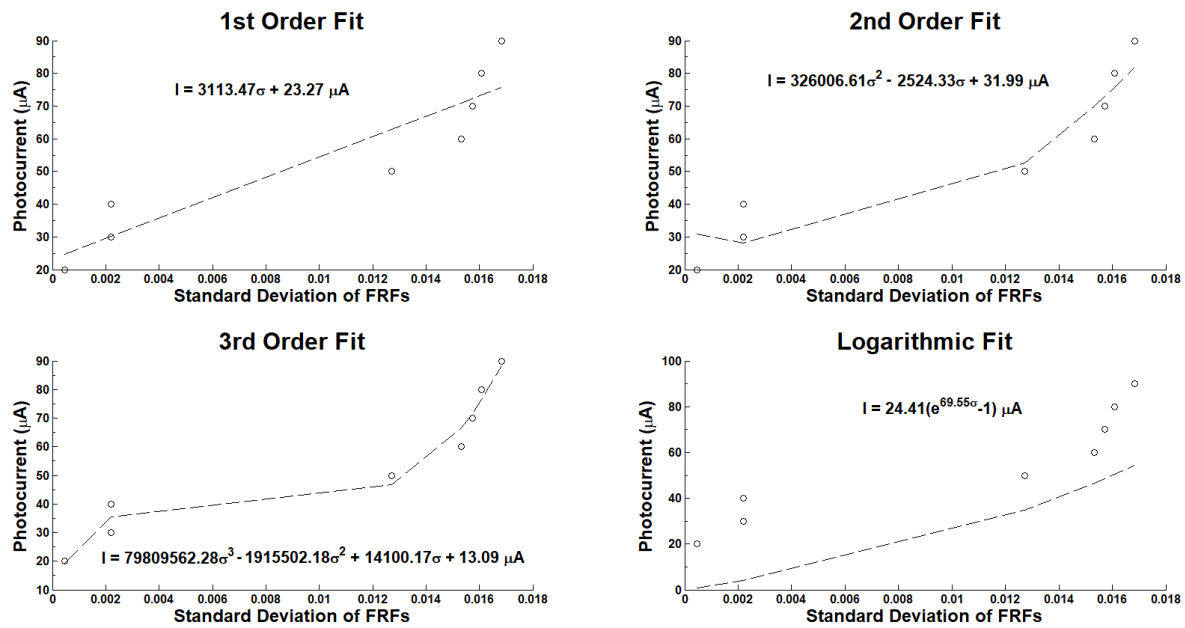 1st Order Fit
90
80
70
60
50
40
30
20
Photocurrent (μA)
I = 3113.47σ + 23.27 μA
0 0.002 0.004 0.006 0.008 0.010 0.012 0.014 0.016 0.018
Standard Deviation of FRFs
2nd Order Fit
90
80
70
60
50
40
30
20
Photocurrent (μA)
I = 326006.61σ² - 2524.33σ + 31.99 μA
0 0.002 0.004 0.006 0.008 0.01 0.012 0.014 0.016 0.018
Standard Deviation of FRFs
3rd Order Fit
90
80
70
60
50
40
30
20
10
Photocurrent (μA)
I = 79809562.28σ³ - 1915502.18σ² + 14100.17σ + 13.09 μA
0 0.002 0.004 0.006 0.008 0.01 0.012 0.014 0.016 0.018
Standard Deviation of FRFs
Logarithmic Fit
100
80
60
40
20
0
Photocurrent (μA)
I = 24.41(e^69.55σ-1) μA
0 0.002 0.004 0.006 0.008 0.01 0.012 0.014 0.016 0.018
Standard Deviation of FRFs